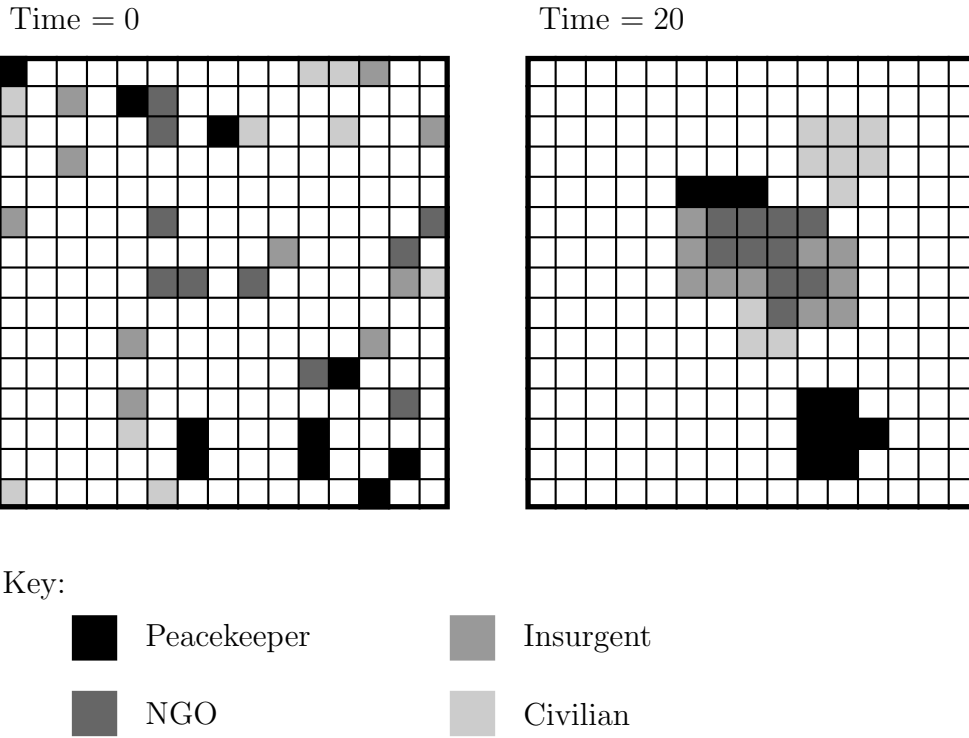 Time = 0
Time = 20
Key:
Peacekeeper
Insurgent
NGO
Civilian